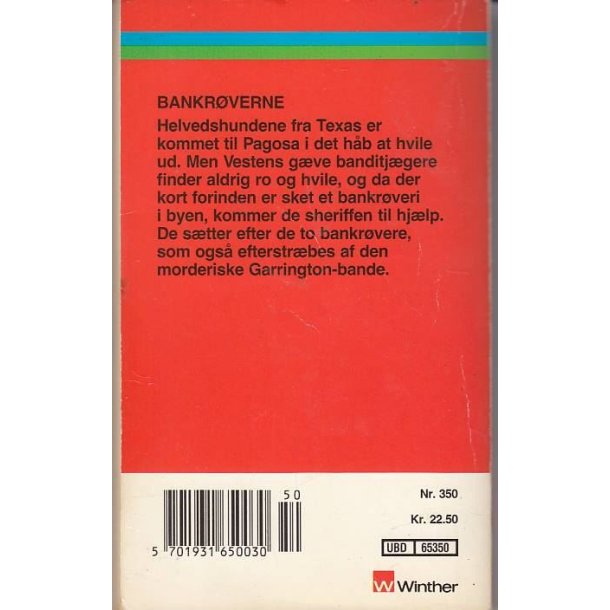 BANKRØVERNE
Helvedshundene fra Texas er
kommet til Pagosa i det håb at hvile
ud. Men Vestens gæve banditjægere
finder aldrig ro og hvile, og da der
kort forinden er sket et bankrøveri
i byen, kommer de sheriffen til hjælp.
De sætter efter de to bankrøvere,
som også efterstræbes af den
morderiske Garrington-bande.
50
5 701931 650030
Nr. 350
Kr. 22.50
UBD 65350
W Winther